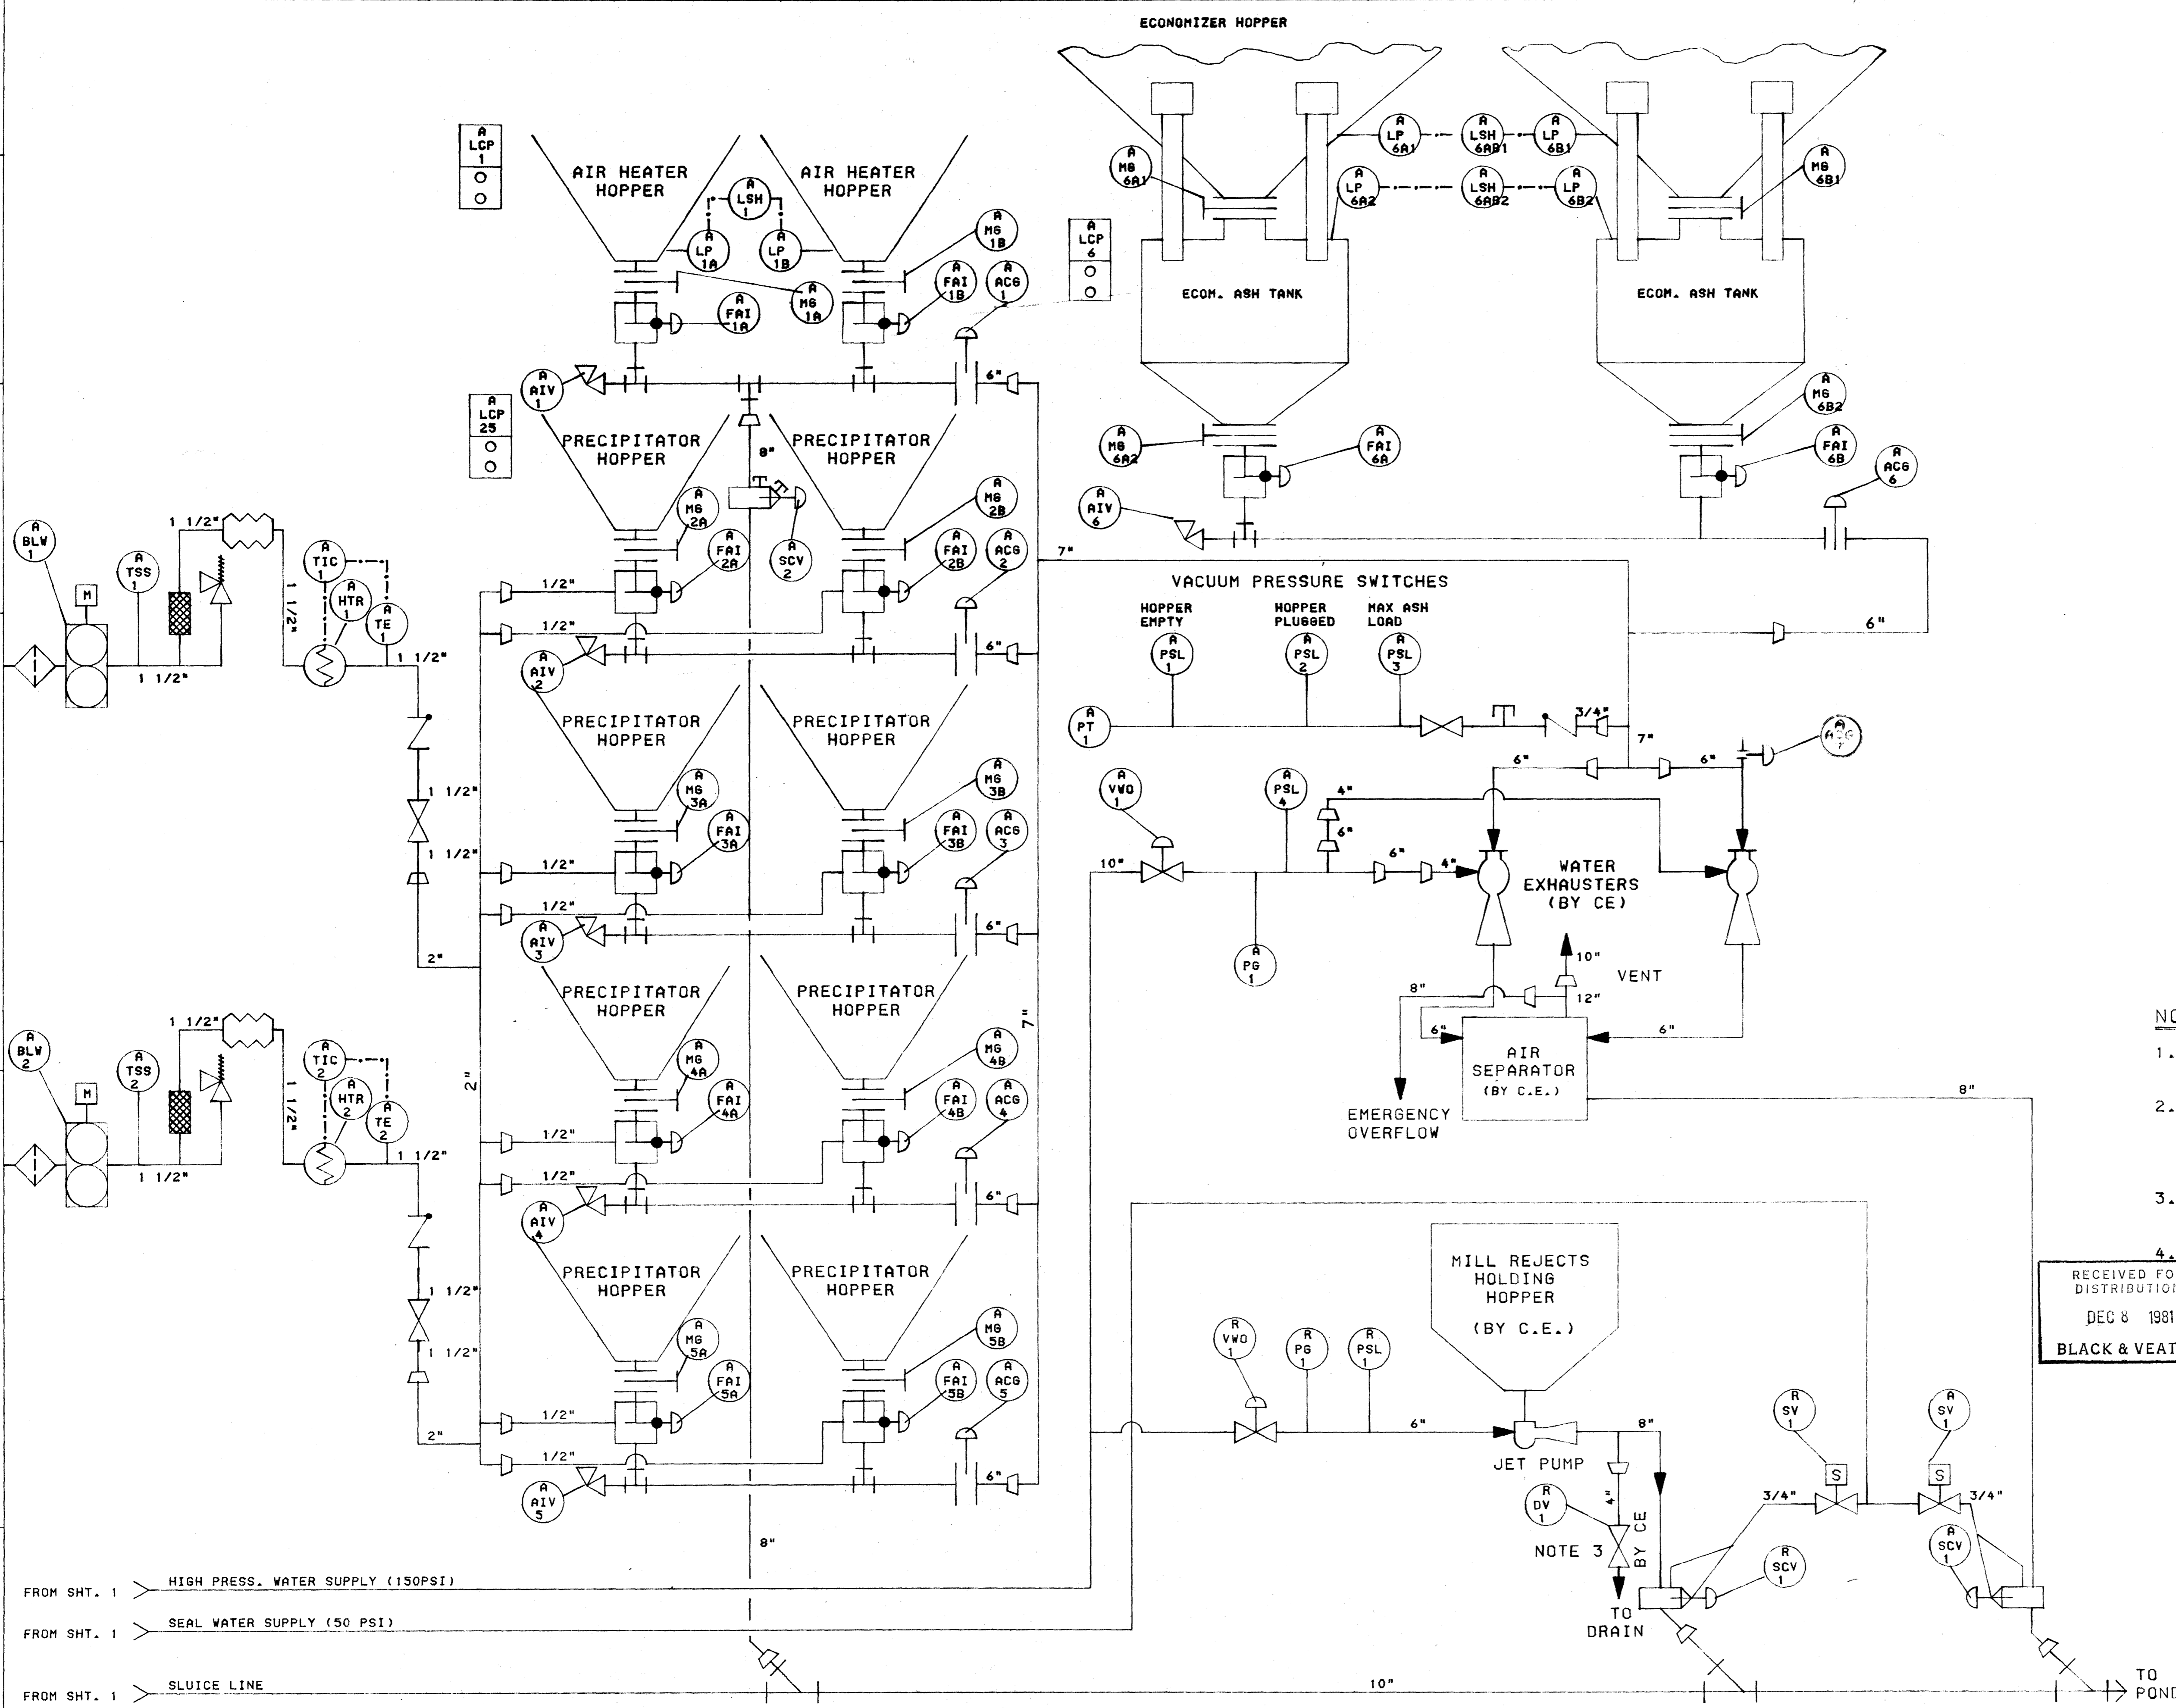 ECONOMIZER HOPPER
A
LCP
1
AIR HEATER
HOPPER
AIR HEATER
HOPPER
A
LSH
1
A
LP
1A
A
LP
1B
A
MG
1B
A
FAI
1B
A
ACG
1
A
MG
1A
A
FAI
1A
A
LCP
6
A
MG
6A1
A
LP
6A1
A
LSH
6AB1
A
LP
6B1
A
MG
6B1
A
LP
6A2
A
LSH
6AB2
A
LP
6B2
ECOM. ASH TANK
ECOM. ASH TANK
A
AIV
1
6"
A
LCP
25
PRECIPITATOR
HOPPER
8"
PRECIPITATOR
HOPPER
A
MG
6A2
A
FAI
6A
A
MG
6B2
A
FAI
6B
A
ACG
6
A
AIV
6
A
MG
2A
A
FAI
2A
A
SCV
2
A
MG
2B
A
FAI
2B
A
ACG
2
7"
A
BLW
1
M
A
TSS
1
1 1/2"
1 1/2"
1 1/2"
A
TIC
1
A
HTR
1
A
TE
1
1 1/2"
1/2"
1/2"
A
AIV
2
6"
VACUUM PRESSURE SWITCHES
HOPPER
EMPTY
HOPPER
PLUGGED
MAX ASH
LOAD
A
PSL
1
A
PSL
2
A
PSL
3
6"
A
PT
1
3/4"
7"
PRECIPITATOR
HOPPER
PRECIPITATOR
HOPPER
A
MG
3A
A
FAI
3A
A
MG
3B
A
FAI
3B
A
ACG
3
1 1/2"
1 1/2"
1/2"
1/2"
A
AIV
3
6"
2"
A
VWO
1
A
PSL
4
4"
6"
6"
6"
10"
6"
4"
A
PG
1
WATER
EXHAUSTERS
(BY CE)
10"
VENT
8"
12"
6"
6"
AIR
SEPARATOR
(BY C.E.)
EMERGENCY
OVERFLOW
8"
PRECIPITATOR
HOPPER
PRECIPITATOR
HOPPER
7"
A
MG
4A
A
FAI
4A
A
MG
4B
A
FAI
4B
A
ACG
4
A
BLW
2
M
A
TSS
2
1 1/2"
1 1/2"
1 1/2"
A
TIC
2
A
HTR
2
A
TE
2
1 1/2"
2"
1/2"
1/2"
A
AIV
4
6"
PRECIPITATOR
HOPPER
PRECIPITATOR
HOPPER
A
MG
5A
A
FAI
5A
A
MG
5B
A
FAI
5B
A
ACG
5
1 1/2"
1 1/2"
2"
1/2"
1/2"
A
AIV
5
6"
8"
MILL REJECTS
HOLDING
HOPPER
(BY C.E.)
R
VWO
1
R
PG
1
R
PSL
1
6"
JET PUMP
8"
R
DV
1
4"
BY CE
NOTE 3
TO
DRAIN
R
SV
1
S
A
SV
1
S
3/4"
3/4"
R
SCV
1
A
SCV
1
NO
1.
2.
3.
4.
RECEIVED FO
DISTRIBUTION
DEC 8 1981
BLACK & VEAT
FROM SHT. 1
HIGH PRESS. WATER SUPPLY (150PSI)
FROM SHT. 1
SEAL WATER SUPPLY (50 PSI)
FROM SHT. 1
SLUICE LINE
10"
TO
POND